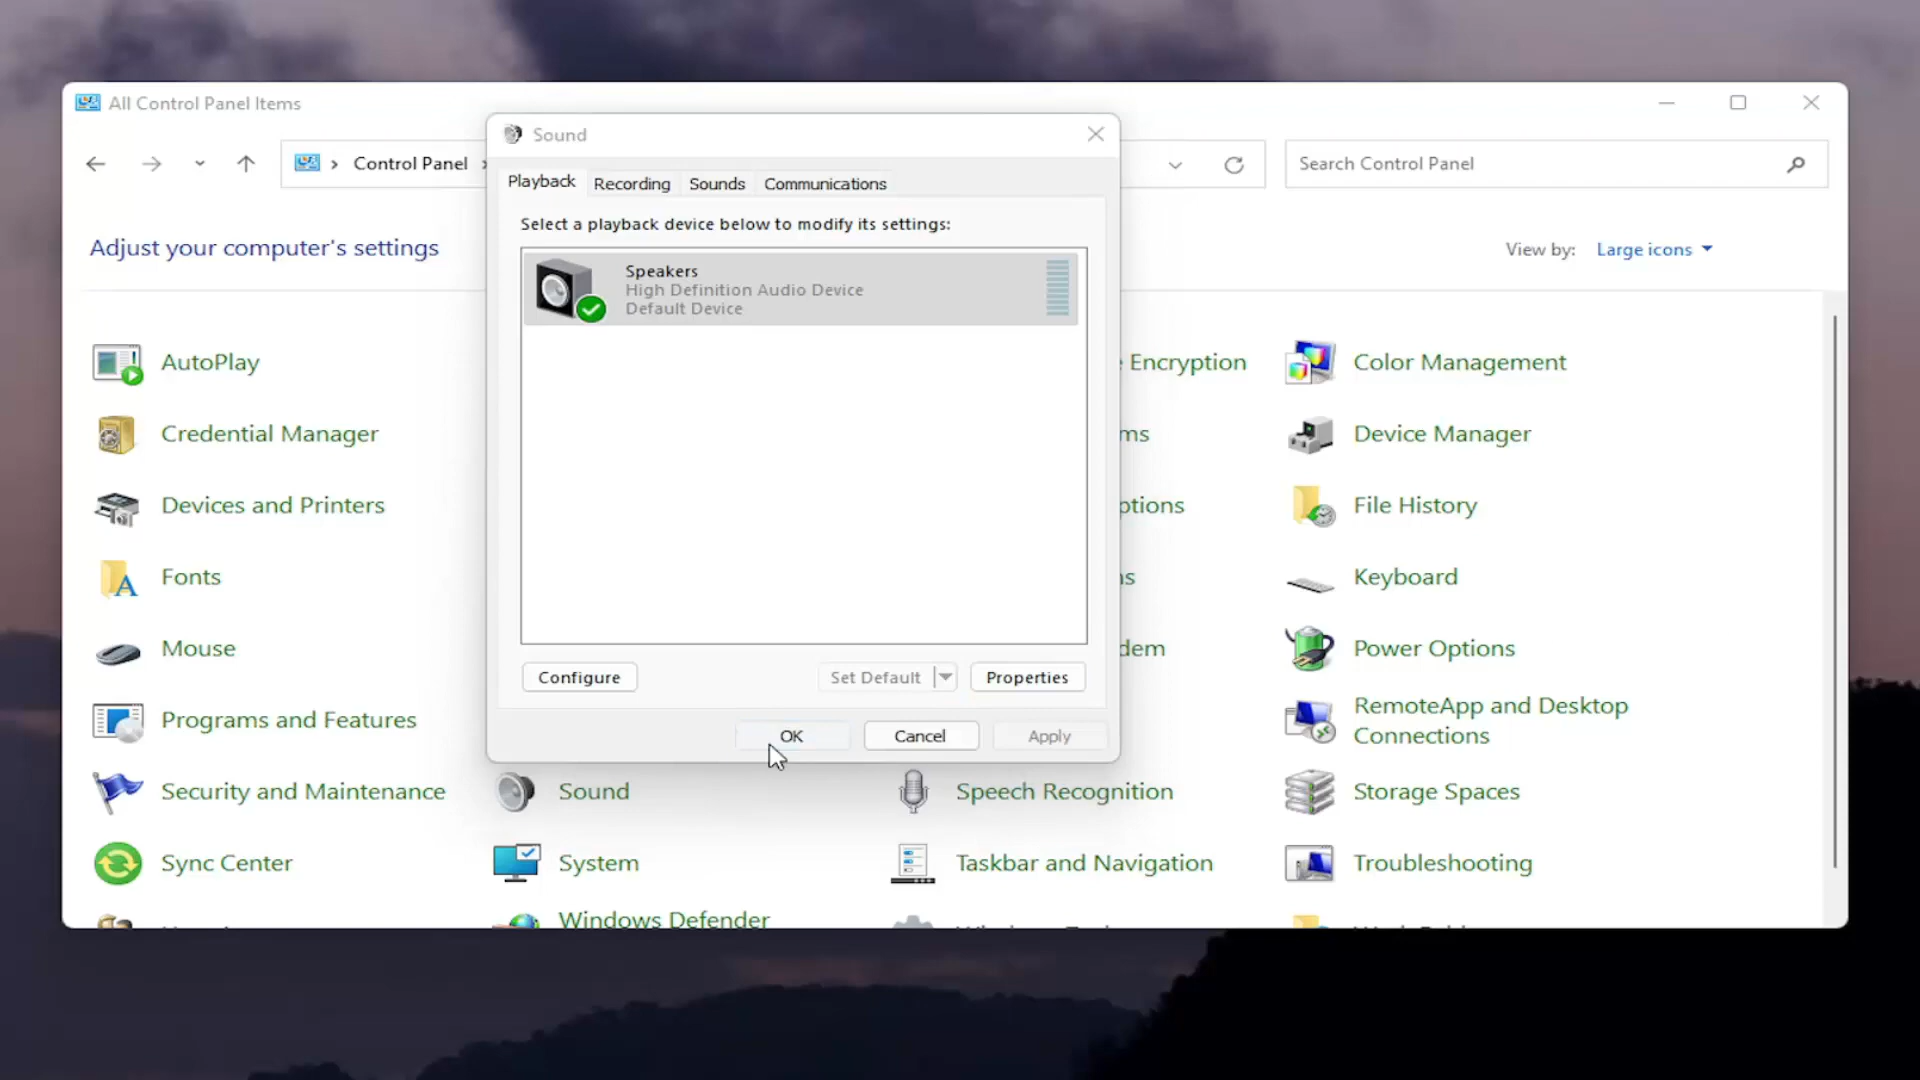 All Control Panel Items
Control Panel
Search Control Panel
Adjust your computer's settings
View by: Large icons
Sound
Playback Recording Sounds Communications
Select a playback device below to modify its settings:
Speakers
High Definition Audio Device
Default Device
Configure Set Default Properties
OK Cancel Apply
AutoPlay
Encryption
Color Management
Credential Manager
Device Manager
Devices and Printers
File History
Fonts
Keyboard
Mouse
Power Options
Programs and Features
RemoteApp and Desktop
Connections
Security and Maintenance
Sound
Speech Recognition
Storage Spaces
Sync Center
System
Taskbar and Navigation
Troubleshooting
Windows Defender